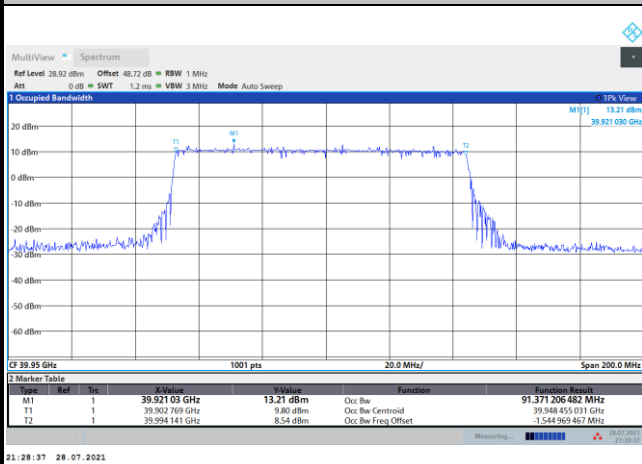 MultiView Spectrum
Ref Level 28.92 dBm Offset 48.72 dB RBW 1 MHz
Att 0 dB SWT 1.2 ms VBW 3 MHz Mode Auto Sweep
1 Occupied Bandwidth 1Pk View
M1[1] 13.21 dBm
39.921 030 GHz
20 dBm
T1 M1 T2
10 dBm
0 dBm
-10 dBm
-20 dBm
-30 dBm
-40 dBm
-50 dBm
-60 dBm
CF 39.95 GHz 1001 pts 20.0 MHz/ Span 200.0 MHz
2 Marker Table
Type Ref Trc X-Value Y-Value Function Function Result
M1 1 39.921 03 GHz 13.21 dBm Occ Bw 91.371 206 482 MHz
T1 1 39.902 769 GHz 9.80 dBm Occ Bw Centroid 39.948 455 031 GHz
T2 1 39.994 141 GHz 8.54 dBm Occ Bw Freq Offset -1.544 969 467 MHz
Measuring... 28.07.2021
21:28:37
21:28:37 28.07.2021